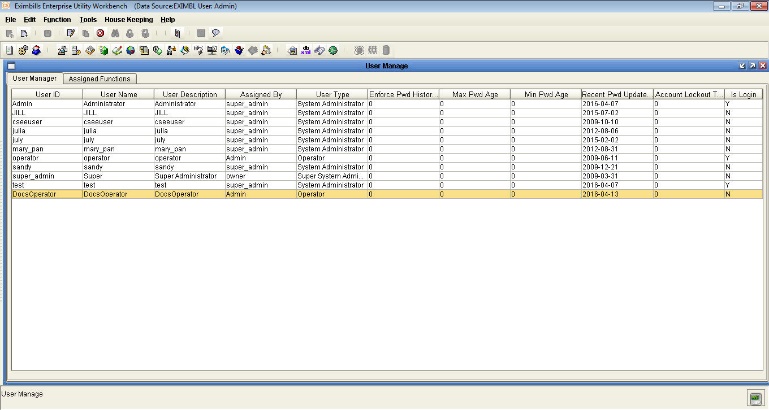 Eximbills Enterprise Utility Workbench (Data Source:EXIMBL User: Admin)
File Edit Function Tools House Keeping Help
User Manage
User Manager Assigned Functions
User ID User Name User Description Assigned By User Type Enforce Pwd Histor... Max Pwd Age Min Pwd Age Recent Pwd Update... Account Lockout T... Is Login
Admin Administrator Administrator super_admin System Administrator 0 0 0 2016-04-07 0 Y
JILL JILL JILL super_admin System Administrator 0 0 0 2015-07-02 0 N
cseeuser cseeuser cseeuser super_admin System Administrator 0 0 0 2009-10-10 0 N
julia julia julia super_admin System Administrator 0 0 0 2012-08-06 0 N
july july july super_admin System Administrator 0 0 0 2015-02-02 0 N
mary_pan mary_pan mary_pan super_admin System Administrator 0 0 0 2012-08-31 0 N
operator operator operator Admin Operator 0 0 0 2009-06-11 0 Y
sandy sandy sandy super_admin System Administrator 0 0 0 2009-12-21 0 N
super_admin Super Super Administrator owner Super System Admi... 0 0 0 2009-03-31 0 N
test test test super_admin System Administrator 0 0 0 2016-04-07 0 Y
DocsOperator DocsOperator DocsOperator Admin Operator 0 0 0 2016-04-13 0 N
User Manage